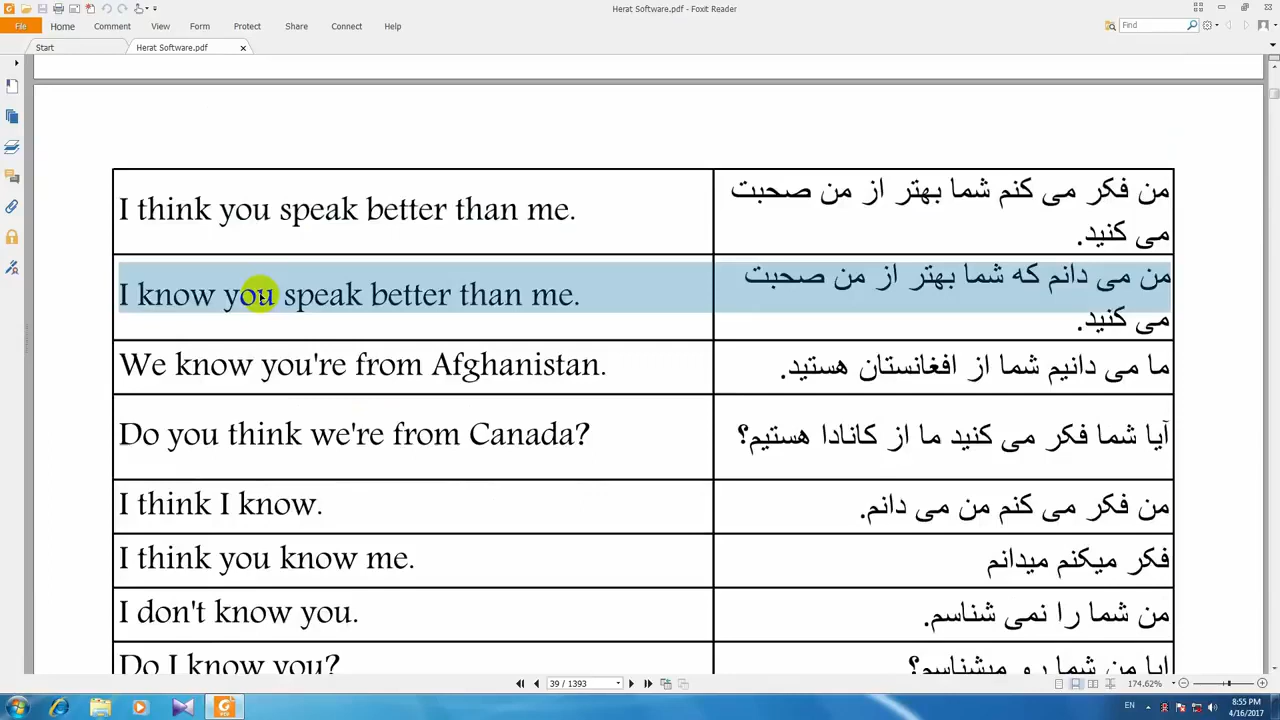 Herat Software.pdf - Foxit Reader
File Home Comment View Form Protect Share Connect Help
Find
Start
Herat Software.pdf
I think you speak better than me.
من فکر می کنم شما بهتر از من صحبت
می کنید.
I know you speak better than me.
من می دانم که شما بهتر از من صحبت
می کنید.
We know you're from Afghanistan.
ما می دانیم شما از افغانستان هستید.
Do you think we're from Canada?
آیا شما فکر می کنید ما از کانادا هستیم؟
I think I know.
من فکر می کنم من می دانم.
I think you know me.
فکر میکنم میدانم
I don't know you.
من شما را نمی شناسم.
Do I know you?
ایا من شما رو میشناسم؟
39 / 1393
174.62%
EN
8:55 PM
4/16/2017